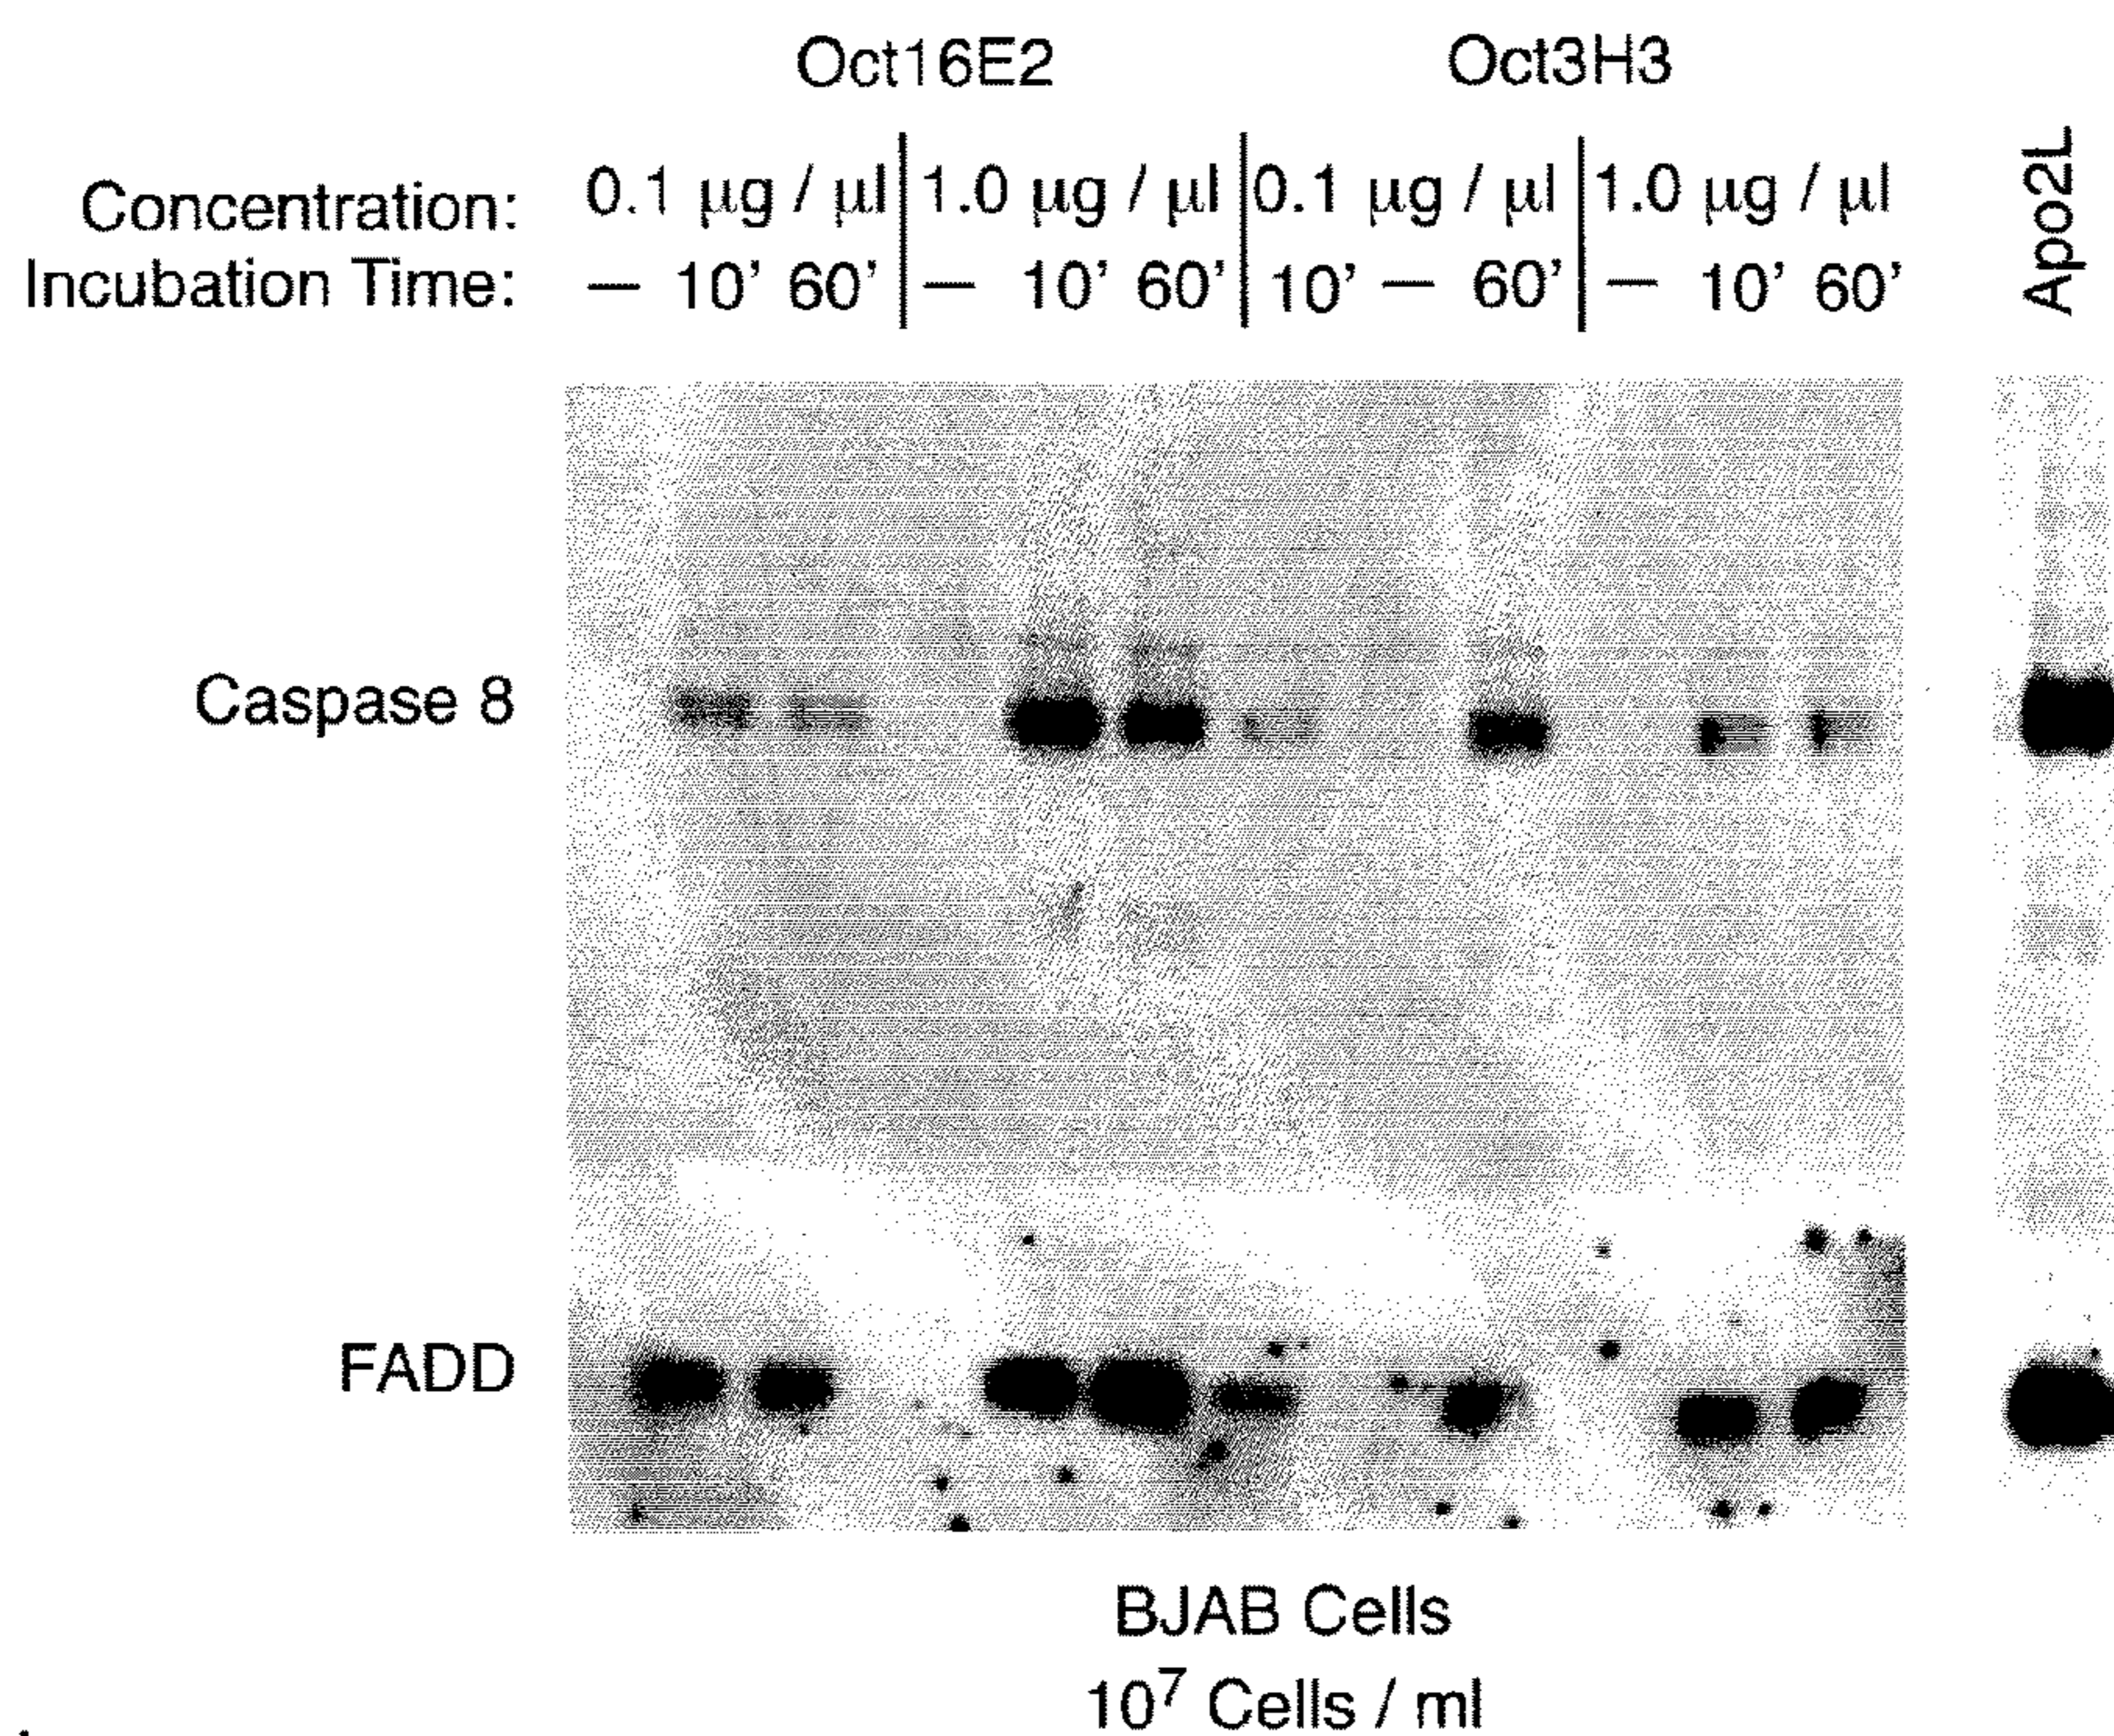 Oct16E2 Oct3H3
Apo2L
Concentration: 0.1 µg / µl 1.0 µg / µl 0.1 µg / µl 1.0 µg / µl
Incubation Time: — 10’ 60’ — 10’ 60’ 10’ — 60’ — 10’ 60’
Caspase 8
FADD
BJAB Cells
10⁷ Cells / ml